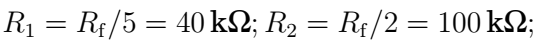 R₁ = R_f/5 = 40 kΩ; R₂ = R_f/2 = 100 kΩ;